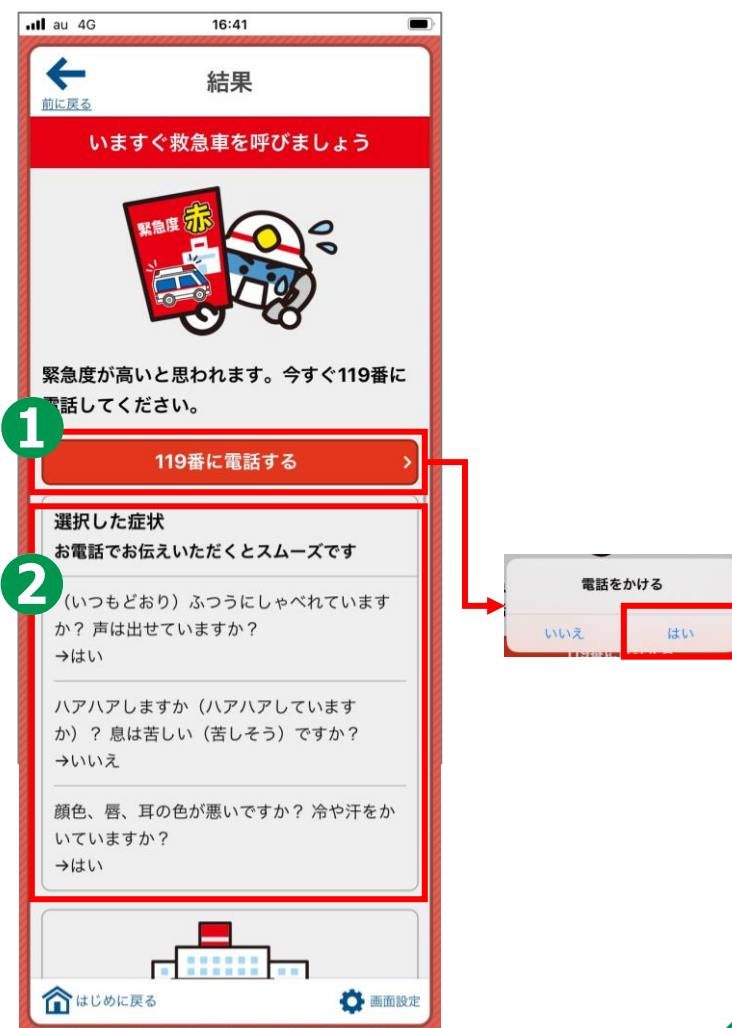 au 4G 16:41
結果
前に戻る
いますぐ救急車を呼びましょう
緊急度 赤
緊急度が高いと思われます。今すぐ119番に
電話してください。
1
119番に電話する
選択した症状
お電話でお伝えいただくとスムーズです
2
(いつもどおり)ふつうにしゃべれています
か? 声は出せていますか?
→はい
ハアハアしますか(ハアハアしています
か)? 息は苦しい(苦しそう)ですか?
→いいえ
顔色、唇、耳の色が悪いですか? 冷や汗をか
いていますか?
→はい
はじめに戻る
画面設定
電話をかける
いいえ はい